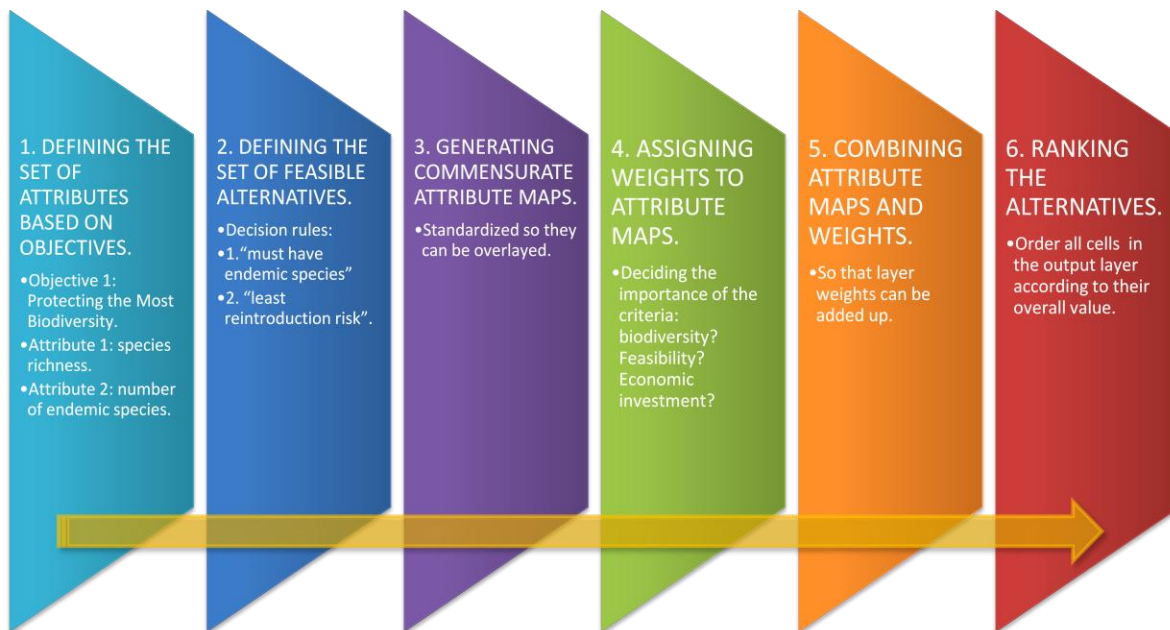 1. DEFINING THE
SET OF
ATTRIBUTES
BASED ON
OBJECTIVES.
•Objective 1:
Protecting the Most
Biodiversity.
•Attribute 1: species
richness.
•Attribute 2: number
of endemic species.
2. DEFINING THE
SET OF FEASIBLE
ALTERNATIVES.
•Decision rules:
•1.“must have
endemic species”
•2. “least
reintroduction risk”.
3. GENERATING
COMMENSURATE
ATTRIBUTE MAPS.
•Standardized so they
can be overlayed.
4. ASSIGNING
WEIGHTS TO
ATTRIBUTE
MAPS.
•Deciding the
importance of the
criteria:
biodiversity?
Feasibility?
Economic
investment?
5. COMBINING
ATTRIBUTE
MAPS AND
WEIGHTS.
•So that layer
weights can be
added up.
6. RANKING
THE
ALTERNATIVES.
•Order all cells in
the output layer
according to their
overall value.